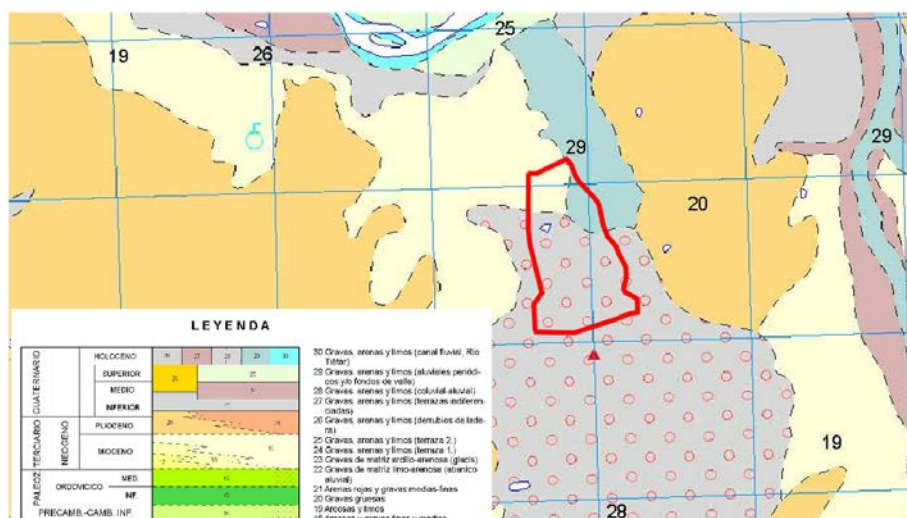 25
19
26
29
29
20
LEYENDA
CUATERNARIO
HOLOCENO
SUPERIOR
MEDIO
INFERIOR
TERCIARIO
NEOGENO
PLIOCENO
MIOCENO
PALEOZ.
ORDOVICICO
MED.
INF.
PRECAMB.-CAMB. INF.
30 Gravas, arenas y limos (canal fluvial, Rio
Tiétar)
29 Gravas, arenas y limos (aluviales periódi-
cos y/o fondos de valle)
28 Gravas, arenas y limos (coluvial-aluvial)
27 Gravas, arenas y limos (terrazas indiferen-
ciadas)
26 Gravas, arenas y limos (derrubios de lade-
ra)
25 Gravas, arenas y limos (terraza 2.)
24 Gravas, arenas y limos (terraza 1.)
23 Gravas de matriz arcillo-arenosa (glacis)
22 Gravas de matriz limo-arenosa (abanico
aluvial)
21 Arenas rojas y gravas medias-finas
20 Gravas gruesas
19 Arcosas y limos
19
28